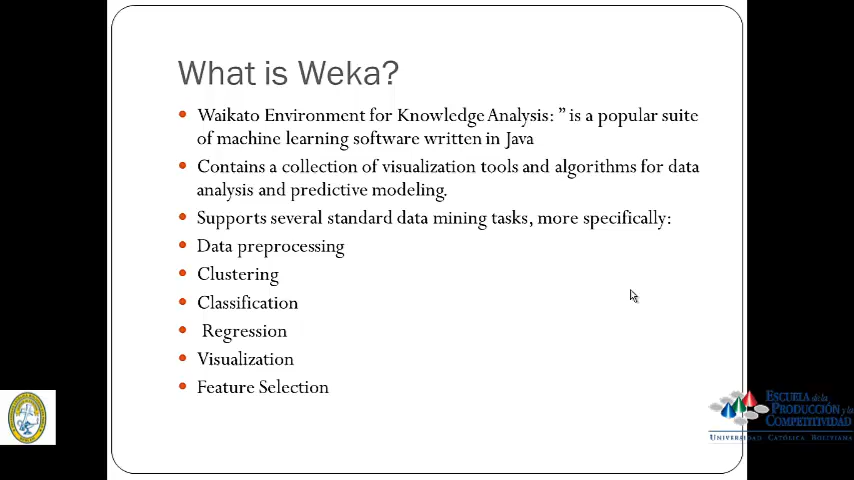 What is Weka?
Waikato Environment for Knowledge Analysis: ” is a popular suite
of machine learning software written in Java
Contains a collection of visualization tools and algorithms for data
analysis and predictive modeling.
Supports several standard data mining tasks, more specifically:
Data preprocessing
Clustering
Classification
Regression
Visualization
Feature Selection
ESCUELA de la
PRODUCCIÓN y la
COMPETITIVIDAD
UNIVERSIDAD CATÓLICA BOLIVIANA